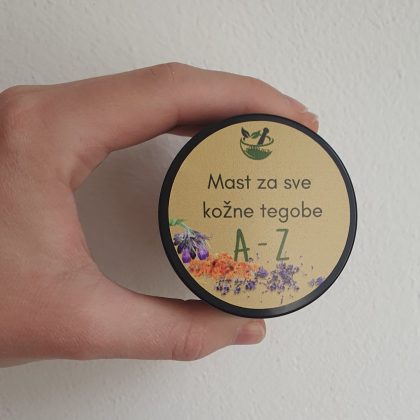 Mast za sve
kožne tegobe
A - Z